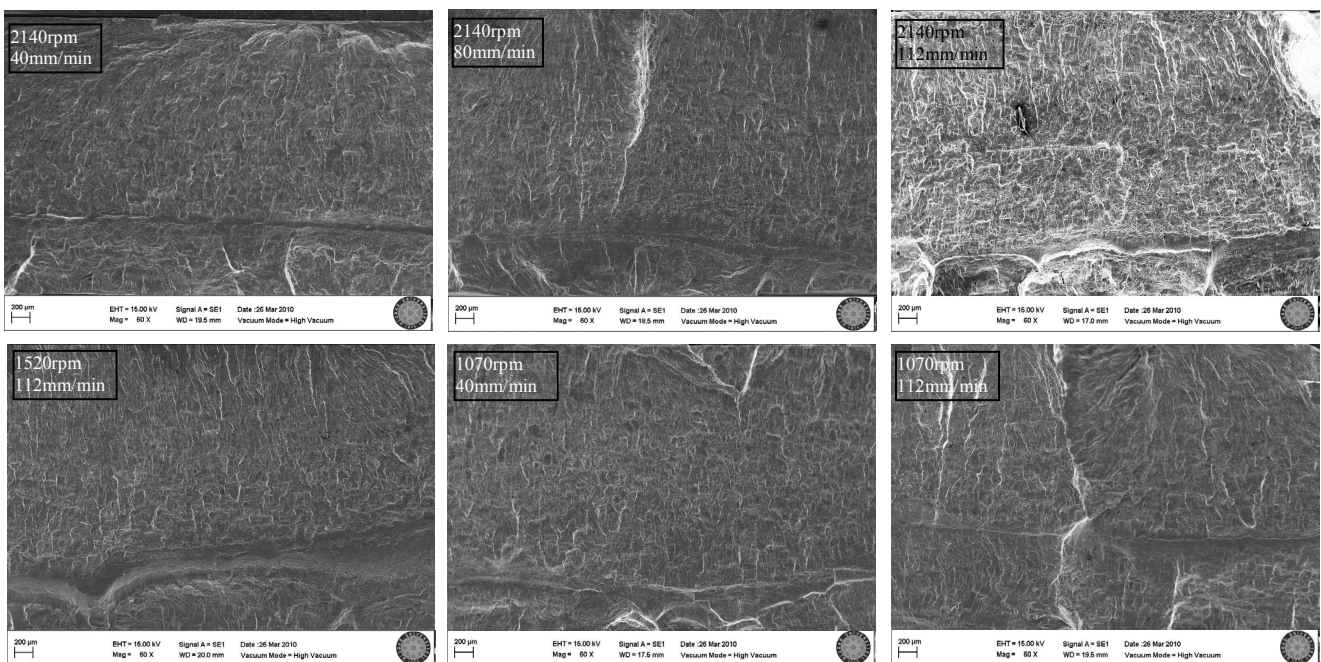 2140rpm
40mm/min
200 µm
EHT = 15.00 kV Signal A = SE1 Date :26 Mar 2010
Mag = 60 X WD = 19.5 mm Vacuum Mode = High Vacuum
2140rpm
80mm/min
200 µm
EHT = 15.00 kV Signal A = SE1 Date :26 Mar 2010
Mag = 60 X WD = 18.5 mm Vacuum Mode = High Vacuum
2140rpm
112mm/min
200 µm
EHT = 15.00 kV Signal A = SE1 Date :26 Mar 2010
Mag = 60 X WD = 17.0 mm Vacuum Mode = High Vacuum
1520rpm
112mm/min
200 µm
EHT = 15.00 kV Signal A = SE1 Date :26 Mar 2010
Mag = 60 X WD = 20.0 mm Vacuum Mode = High Vacuum
1070rpm
40mm/min
200 µm
EHT = 15.00 kV Signal A = SE1 Date :26 Mar 2010
Mag = 60 X WD = 17.5 mm Vacuum Mode = High Vacuum
1070rpm
112mm/min
200 µm
EHT = 15.00 kV Signal A = SE1 Date :26 Mar 2010
Mag = 60 X WD = 19.5 mm Vacuum Mode = High Vacuum